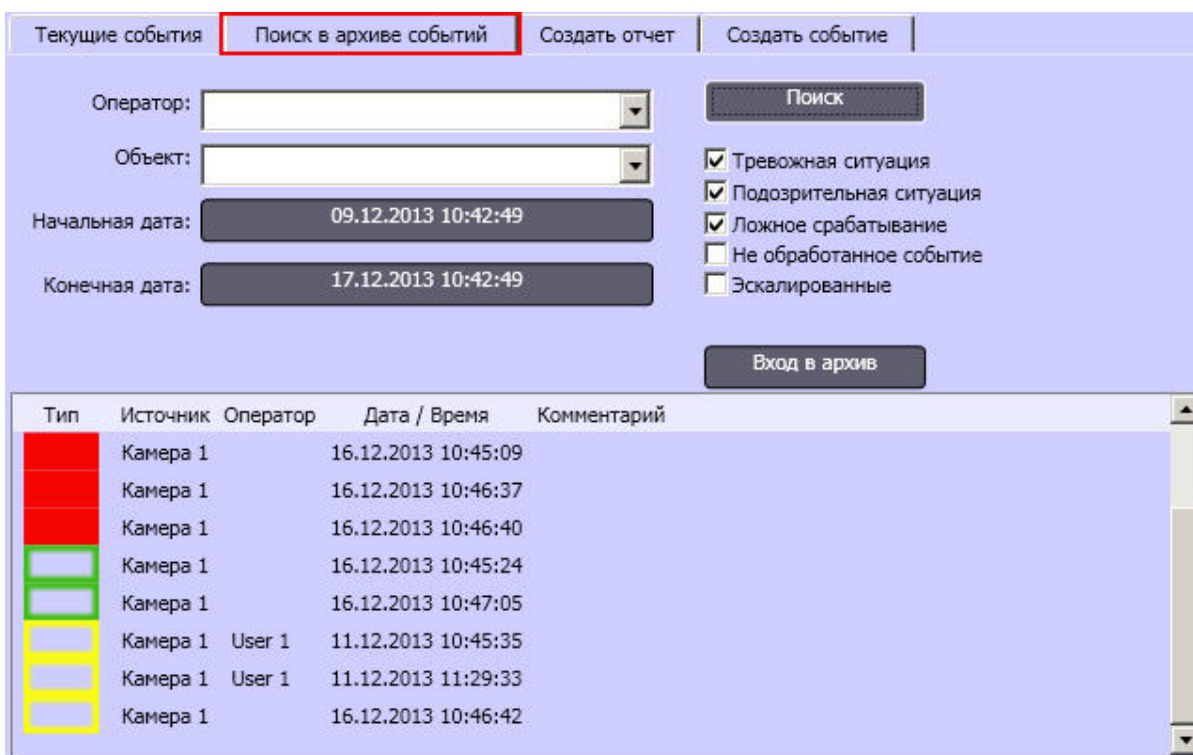 Текущие события Поиск в архиве событий Создать отчет Создать событие
Оператор: Поиск
Объект: Тревожная ситуация
Подозрительная ситуация
Начальная дата: 09.12.2013 10:42:49 Ложное срабатывание
Не обработанное событие
Конечная дата: 17.12.2013 10:42:49 Эскалированные
Вход в архив
Тип Источник Оператор Дата / Время Комментарий
Камера 1 16.12.2013 10:45:09
Камера 1 16.12.2013 10:46:37
Камера 1 16.12.2013 10:46:40
Камера 1 16.12.2013 10:45:24
Камера 1 16.12.2013 10:47:05
Камера 1 User 1 11.12.2013 10:45:35
Камера 1 User 1 11.12.2013 11:29:33
Камера 1 16.12.2013 10:46:42